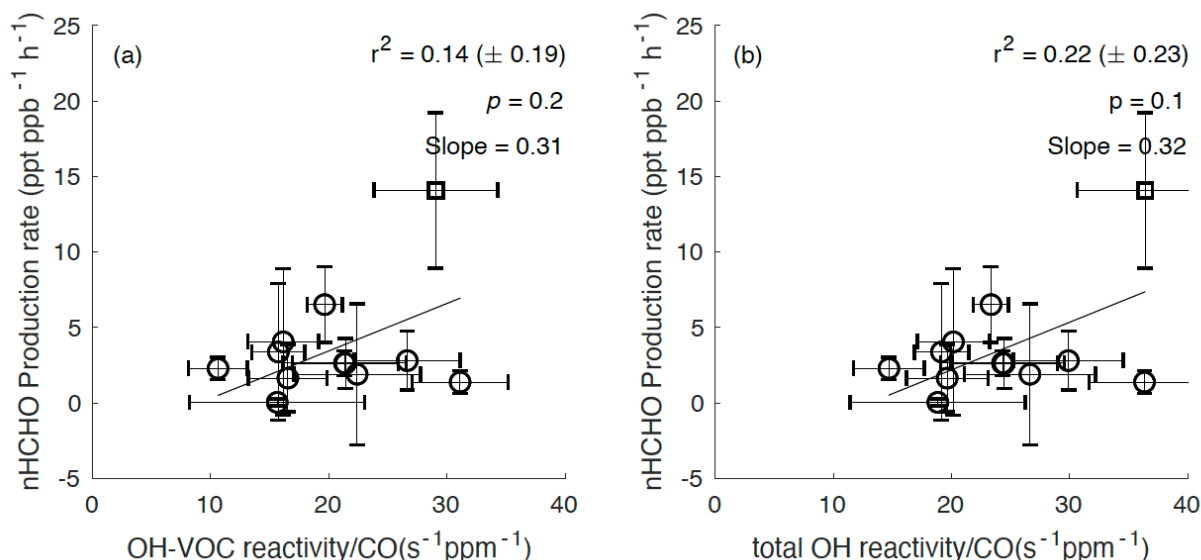 (a)
r² = 0.14 (± 0.19)
p = 0.2
Slope = 0.31
25
20
15
10
5
0
-5
0
10
20
30
40
nHCHO Production rate (ppt ppb⁻¹ h⁻¹)
OH-VOC reactivity/CO(s⁻¹ppm⁻¹)
(b)
r² = 0.22 (± 0.23)
p = 0.1
Slope = 0.32
25
20
15
10
5
0
-5
0
10
20
30
40
nHCHO Production rate (ppt ppb⁻¹ h⁻¹)
total OH reactivity/CO(s⁻¹ppm⁻¹)